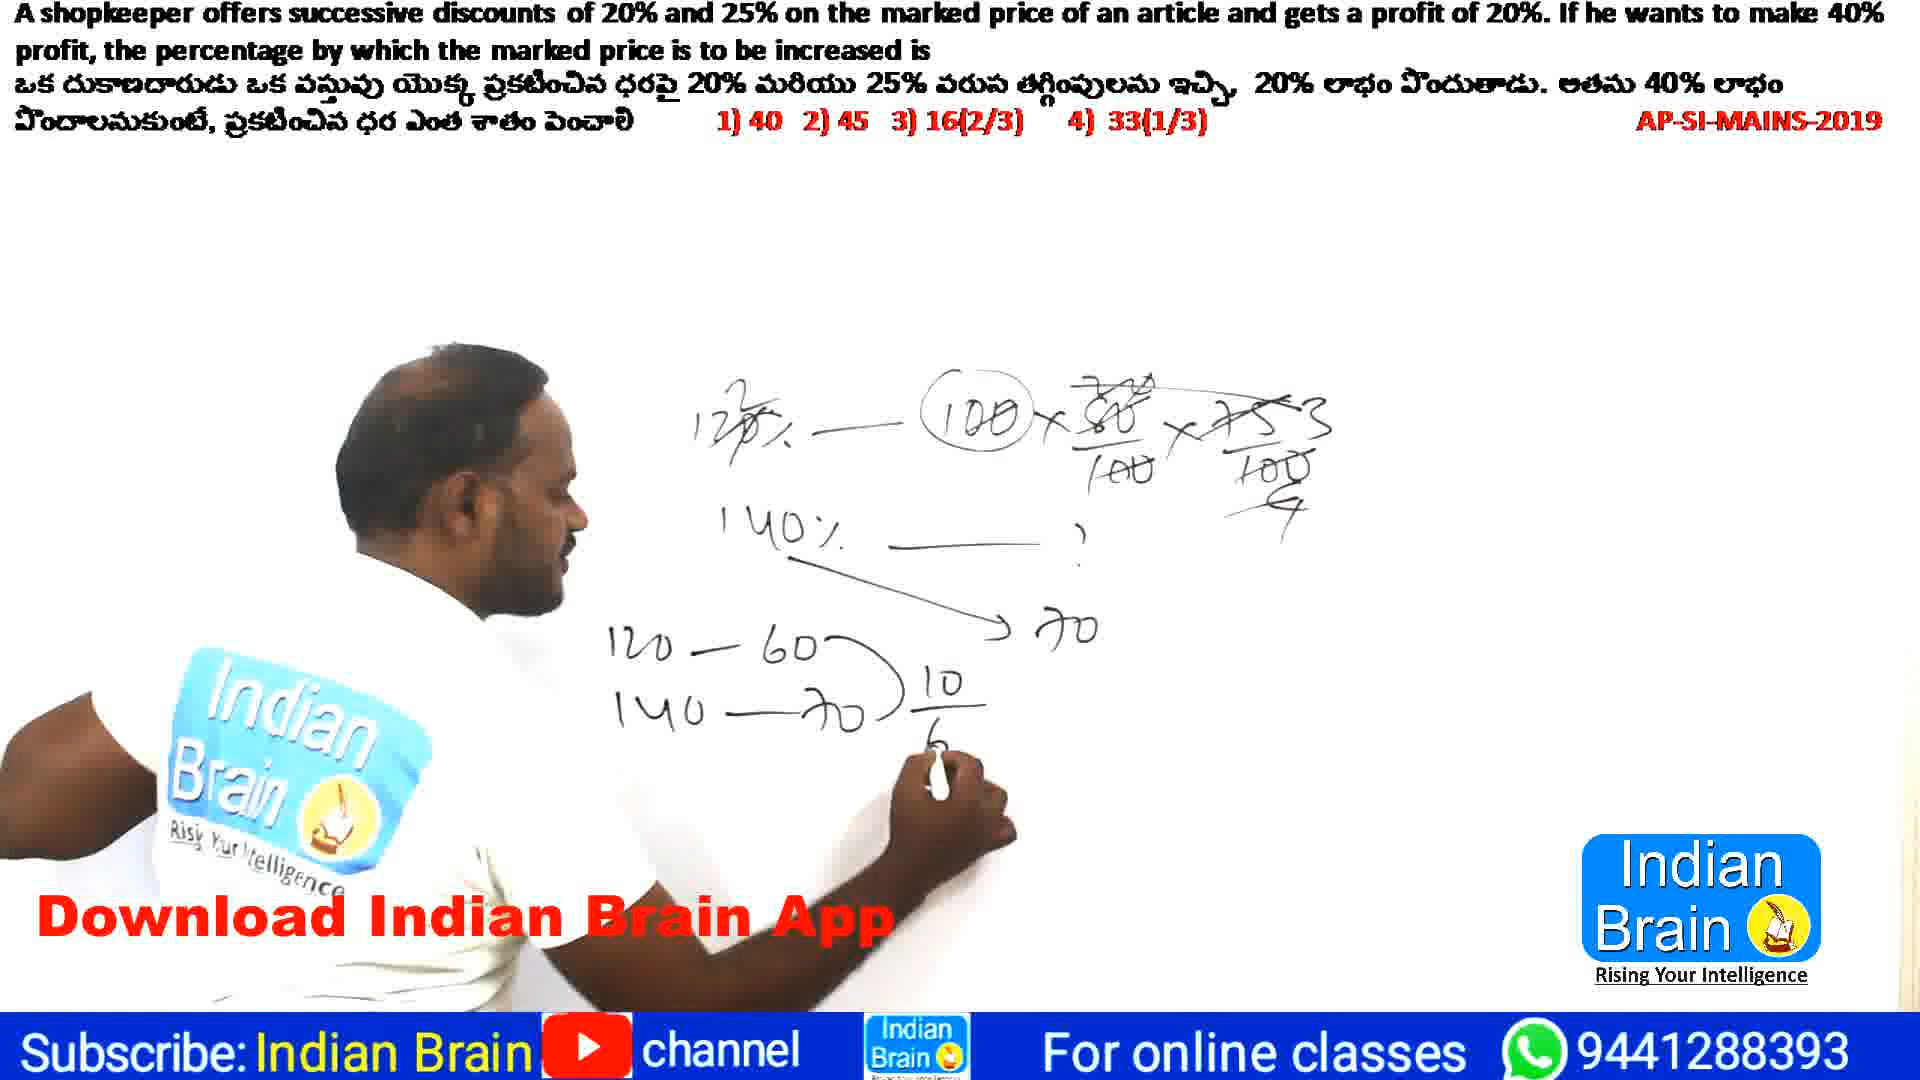 A shopkeeper offers successive discounts of 20% and 25% on the marked price of an article and gets a profit of 20%. If he wants to make 40%
profit, the percentage by which the marked price is to be increased is
ఒక దుకాణదారుడు ఒక వస్తువు యొక్క ప్రకటించిన ధరపై 20% మరియు 25% వరుస తగ్గింపులను ఇచ్చి, 20% లాభం పొందుతాడు. అతను 40% లాభం
పొందాలనుకుంటే, ప్రకటించిన ధర ఎంత శాతం పెంచాలి 1) 40 2) 45 3) 16(2/3) 4) 33(1/3) AP-SI-MAINS-2019
120% — 100 × 80/100 × 75/100 3
2
4
140% — ?
70
120 — 60
140 — 70
10/6
Indian
Brain
Download Indian Brain App
Indian
Brain
Rising Your Intelligence
Subscribe: Indian Brain channel
Indian
Brain
For online classes 9441288393